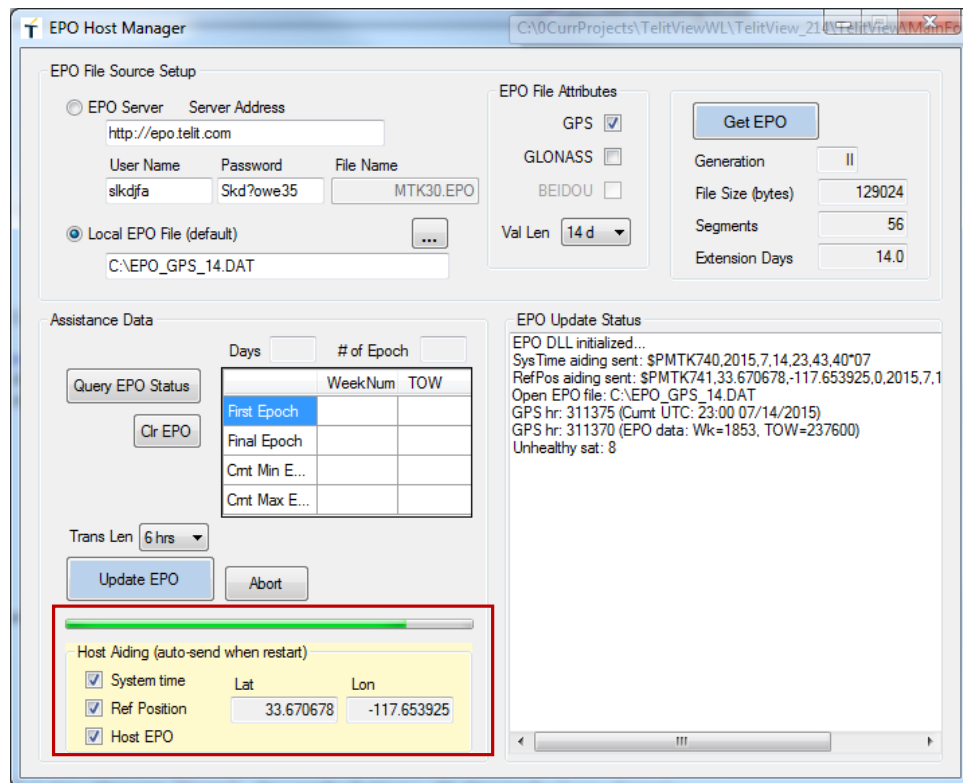 EPO Host Manager
C:\0CurrProjects\TelitViewWL\TelitView_214\TelitView\MainFo
EPO File Source Setup
EPO Server Server Address
http://epo.telit.com
User Name Password File Name
slkdjfa Skd?owe35 MTK30.EPO
Local EPO File (default) ...
C:\EPO_GPS_14.DAT
EPO File Attributes
GPS
GLONASS
BEIDOU
Val Len 14 d
Get EPO
Generation II
File Size (bytes) 129024
Segments 56
Extension Days 14.0
Assistance Data
Days # of Epoch
Query EPO Status
Clr EPO
WeekNum TOW
First Epoch
Final Epoch
Crnt Min E...
Crnt Max E...
Trans Len 6 hrs
Update EPO Abort
Host Aiding (auto-send when restart)
System time Lat Lon
Ref Position 33.670678 -117.653925
Host EPO
EPO Update Status
EPO DLL initialized...
SysTime aiding sent: $PMTK740,2015,7,14,23,43,40*07
RefPos aiding sent: $PMTK741,33.670678,-117.653925,0,2015,7,1
Open EPO file: C:\EPO_GPS_14.DAT
GPS hr: 311375 (Curnt UTC: 23:00 07/14/2015)
GPS hr: 311370 (EPO data: Wk=1853, TOW=237600)
Unhealthy sat: 8